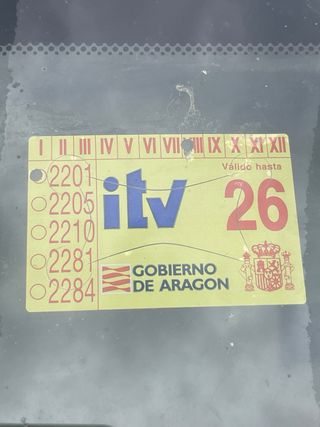 I II III IV V VI VII VIII IX X XI XII
Válido hasta
2201
2205
2210
2281
2284
itv
26
GOBIERNO
DE ARAGON